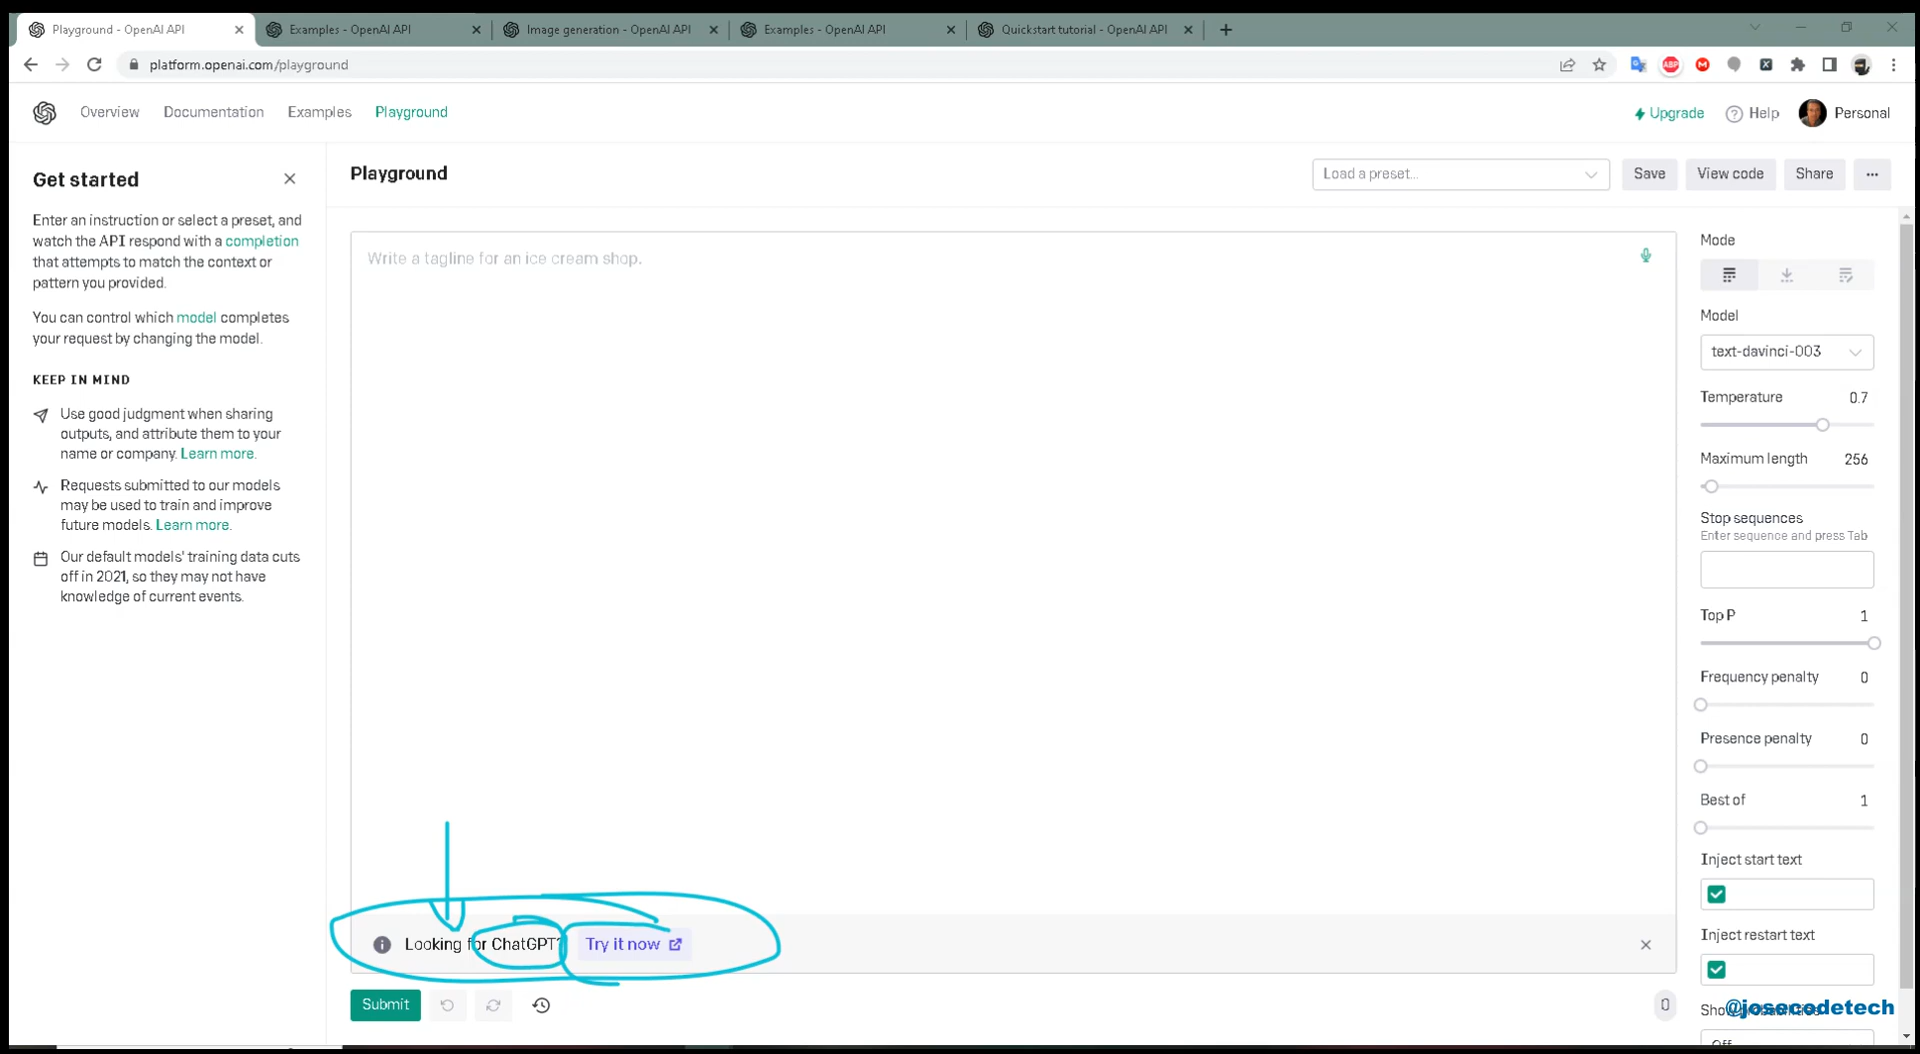 Playground - OpenAI API
Examples - OpenAI API
Image generation - OpenAI API
Examples - OpenAI API
Quickstart tutorial - OpenAI API
platform.openai.com/playground
ABP
M
X
Overview
Documentation
Examples
Playground
Upgrade
Help
Personal
Get started
Enter an instruction or select a preset, and
watch the API respond with a completion
that attempts to match the context or
pattern you provided.
You can control which model completes
your request by changing the model.
KEEP IN MIND
Use good judgment when sharing
outputs, and attribute them to your
name or company. Learn more.
Requests submitted to our models
may be used to train and improve
future models. Learn more.
Our default models' training data cuts
off in 2021, so they may not have
knowledge of current events.
Playground
Load a preset...
Save
View code
Share
...
Write a tagline for an ice cream shop.
Looking for ChatGPT? Try it now
Submit
0
Mode
Model
text-davinci-003
Temperature 0.7
Maximum length 256
Stop sequences
Enter sequence and press Tab
Top P 1
Frequency penalty 0
Presence penalty 0
Best of 1
Inject start text
Inject restart text
Show
@josecodetech
Off